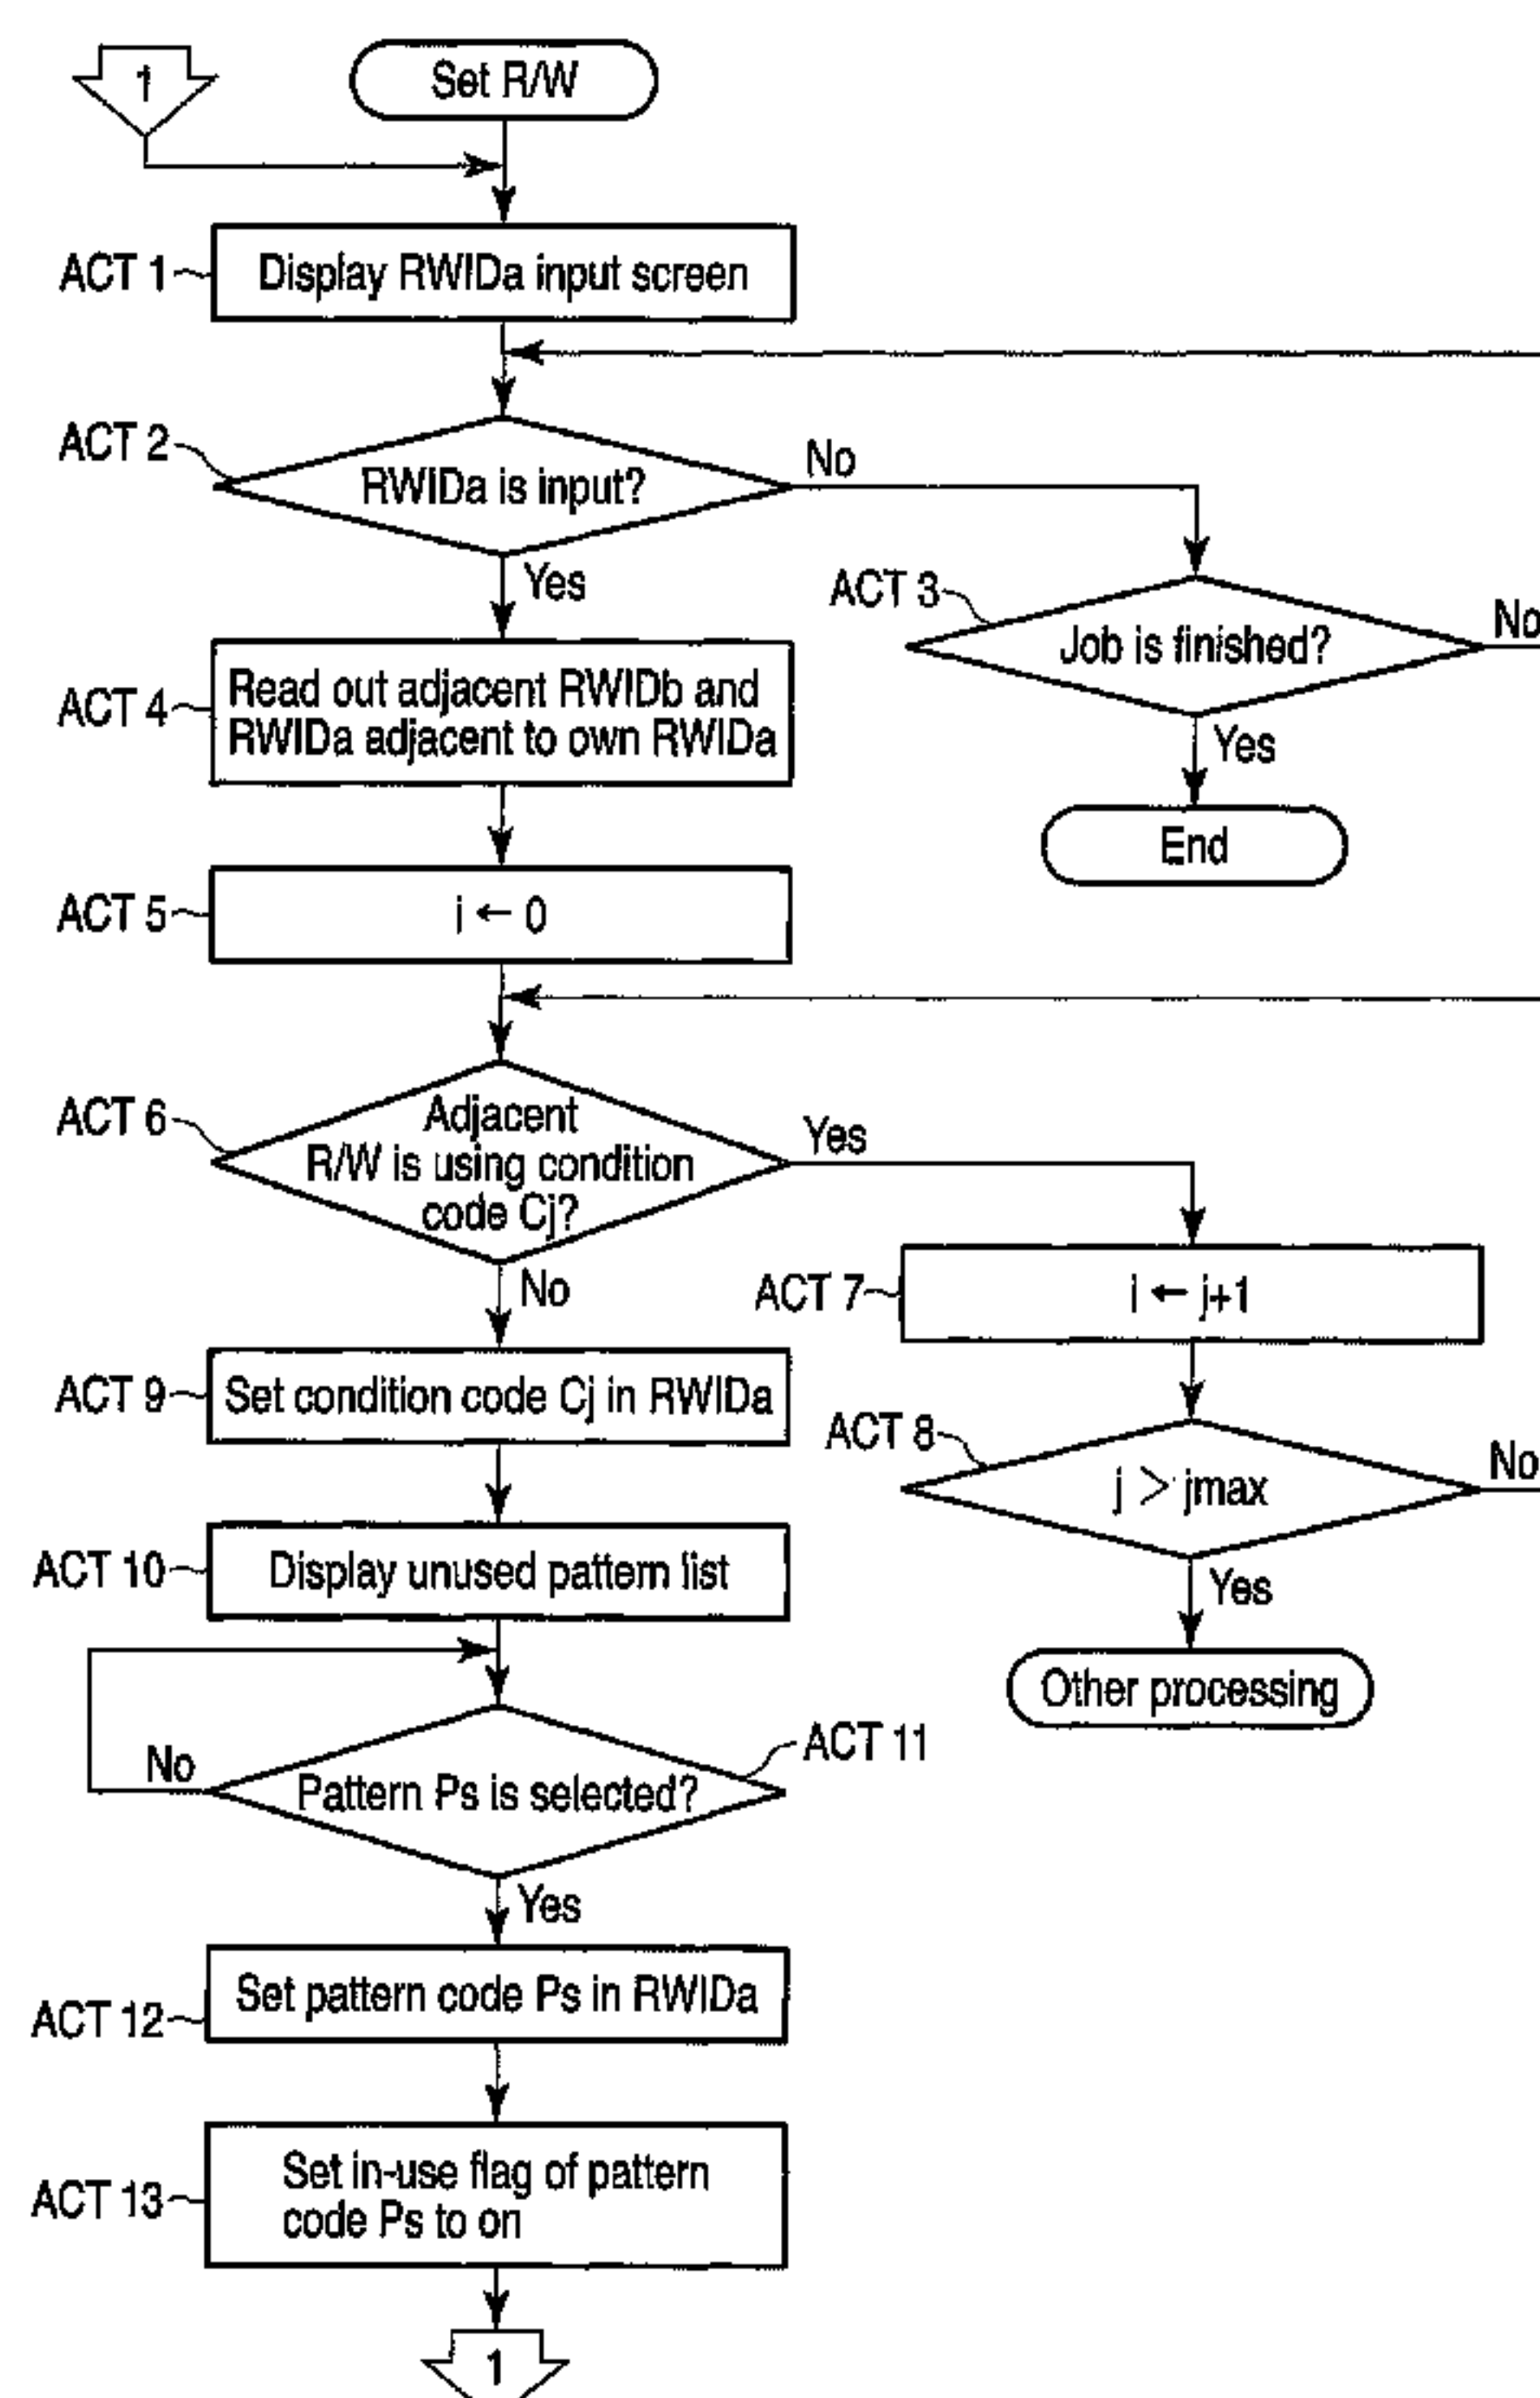 1
Set R/W
ACT 1
Display RWIDa input screen
ACT 2
RWIDa is input?
No
Yes
ACT 3
Job is finished?
No
Yes
End
ACT 4
Read out adjacent RWIDb and
RWIDa adjacent to own RWIDa
ACT 5
i ← 0
ACT 6
Adjacent
R/W is using condition
code Cj?
Yes
No
ACT 7
i ← j+1
ACT 8
j > jmax
No
Yes
Other processing
ACT 9
Set condition code Cj in RWIDa
ACT 10
Display unused pattern list
ACT 11
Pattern Ps is selected?
No
Yes
ACT 12
Set pattern code Ps in RWIDa
ACT 13
Set in-use flag of pattern
code Ps to on
1